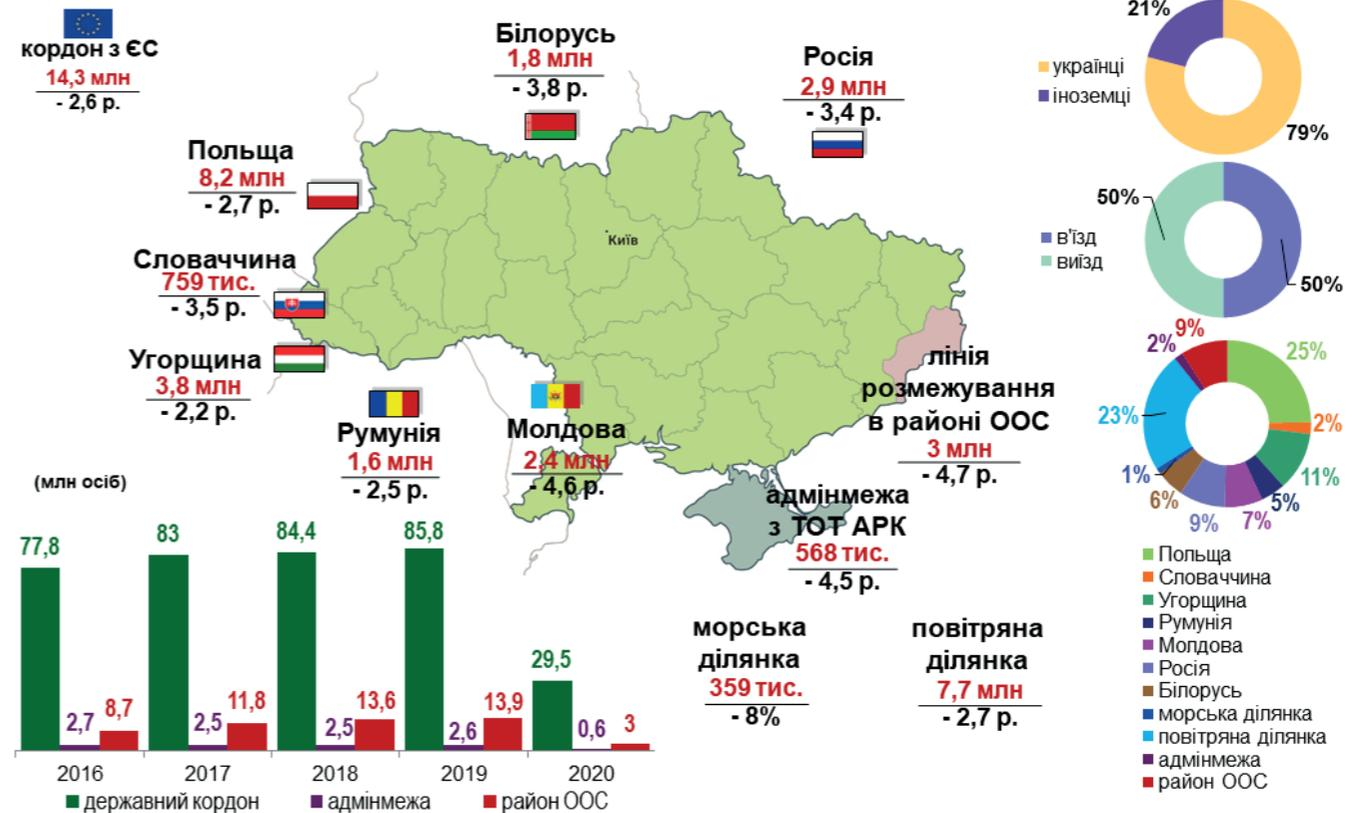 кордон з ЄС
14,3 млн
- 2,6 р.
Білорусь
1,8 млн
- 3,8 р.
Росія
2,9 млн
- 3,4 р.
Польща
8,2 млн
- 2,7 р.
Київ
Словаччина
759 тис.
- 3,5 р.
Угорщина
3,8 млн
- 2,2 р.
Румунія
1,6 млн
- 2,5 р.
Молдова
2,4 млн
- 4,6 р.
лінія
розмежування
в районі ООС
3 млн
- 4,7 р.
адмінмежа
з ТОТ АРК
568 тис.
- 4,5 р.
морська
ділянка
359 тис.
- 8%
повітряна
ділянка
7,7 млн
- 2,7 р.
(млн осіб)
77,8
2,7
8,7
83
2,5
11,8
84,4
2,5
13,6
85,8
2,6
13,9
29,5
0,6
3
2016
2017
2018
2019
2020
державний кордон
адмінмежа
район ООС
21%
українці
іноземці
79%
50%
в'їзд
виїзд
50%
9%
2%
25%
23%
2%
1%
11%
6%
5%
9%
7%
Польща
Словаччина
Угорщина
Румунія
Молдова
Росія
Білорусь
морська ділянка
повітряна ділянка
адмінмежа
район ООС